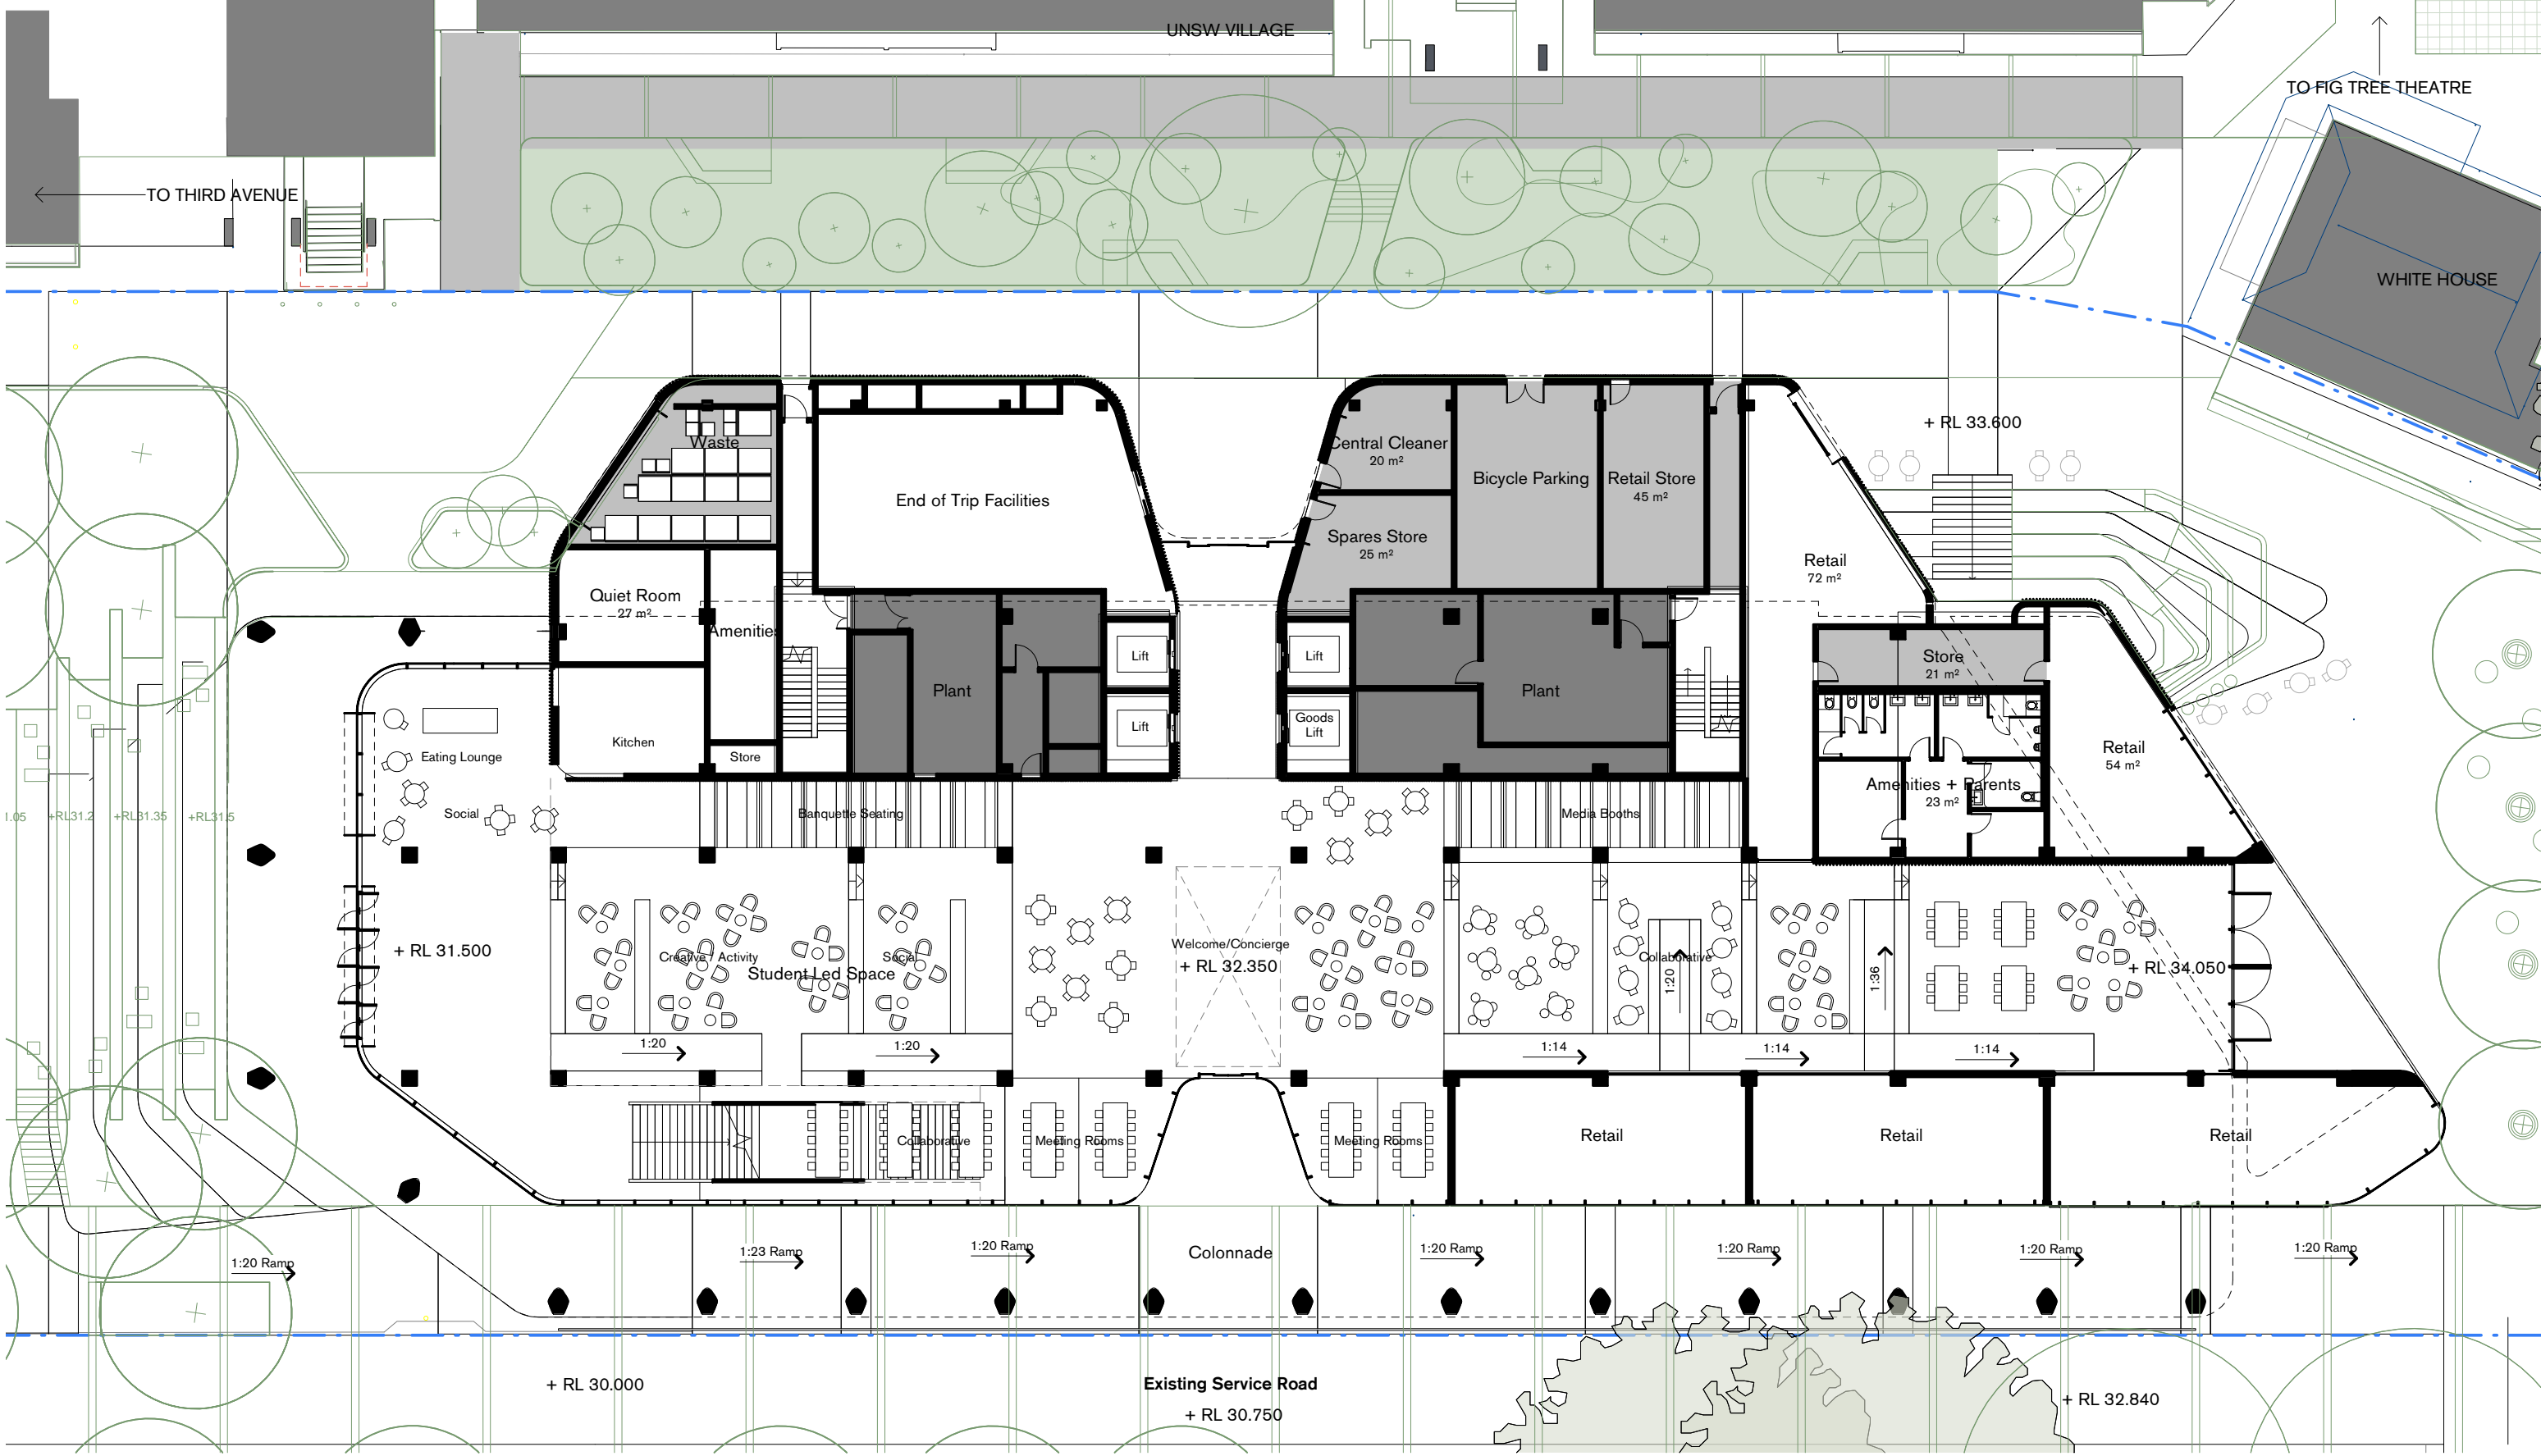 UNSW VILLAGE
TO FIG TREE THEATRE
TO THIRD AVENUE
WHITE HOUSE
+ RL 33.600
Waste
End of Trip Facilities
Central Cleaner
20 m²
Bicycle Parking
Retail Store
45 m²
Spares Store
25 m²
Retail
72 m²
Quiet Room
27 m²
Amenities
Lift
Lift
Store
21 m²
Plant
Plant
Lift
Goods
Lift
Kitchen
Store
Eating Lounge
Retail
54 m²
Amenities + Parents
23 m²
Social
Banquette Seating
Media Booths
1.05
+RL31.2
+RL31.35
+RL31.5
+ RL 31.500
Creative / Activity
Social
Student Led Space
Welcome/Concierge
+ RL 32.350
Collaborative
1:20
1:36
+ RL 34.050
1:20
1:20
1:14
1:14
1:14
Collaborative
Meeting Rooms
Meeting Rooms
Retail
Retail
Retail
1:20 Ramp
1:23 Ramp
1:20 Ramp
Colonnade
1:20 Ramp
1:20 Ramp
1:20 Ramp
1:20 Ramp
+ RL 30.000
Existing Service Road
+ RL 30.750
+ RL 32.840